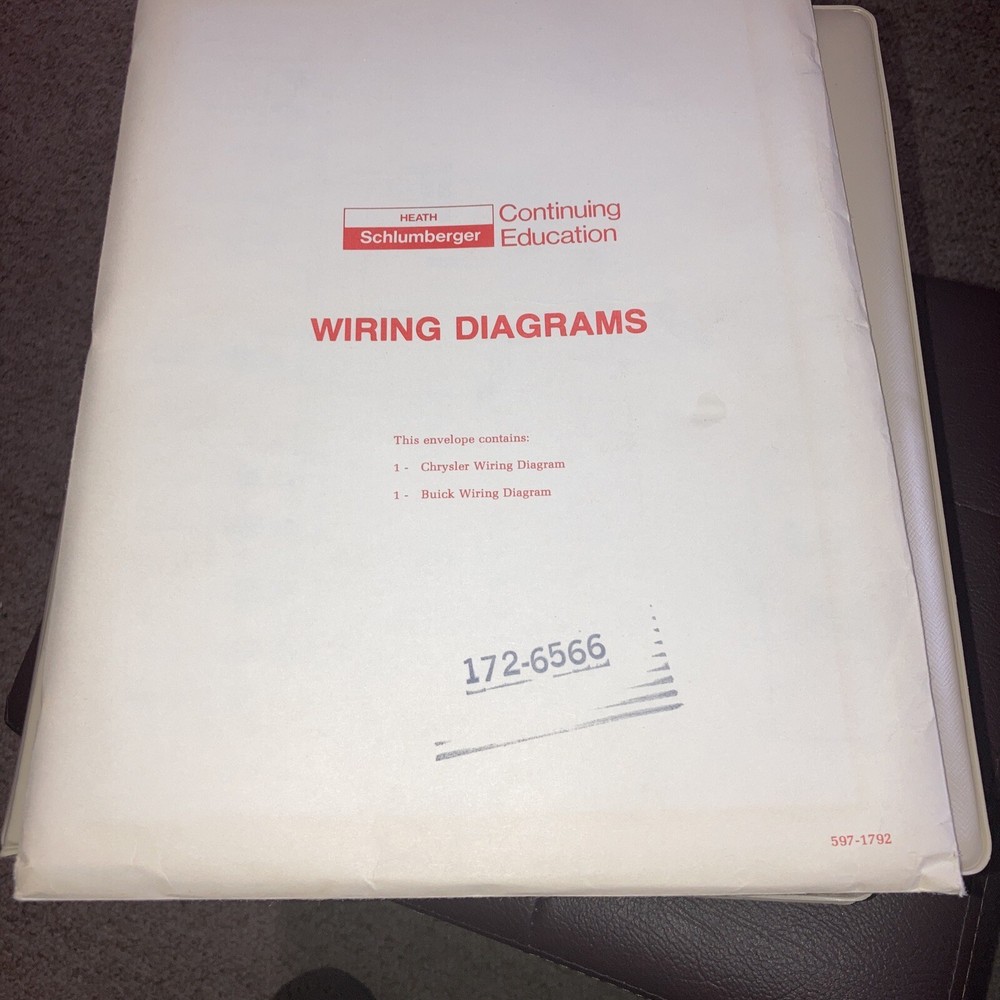 HEATH
Schlumberger
Continuing
Education
WIRING DIAGRAMS
This envelope contains:
1 - Chrysler Wiring Diagram
1 - Buick Wiring Diagram
172-6566
597-1792